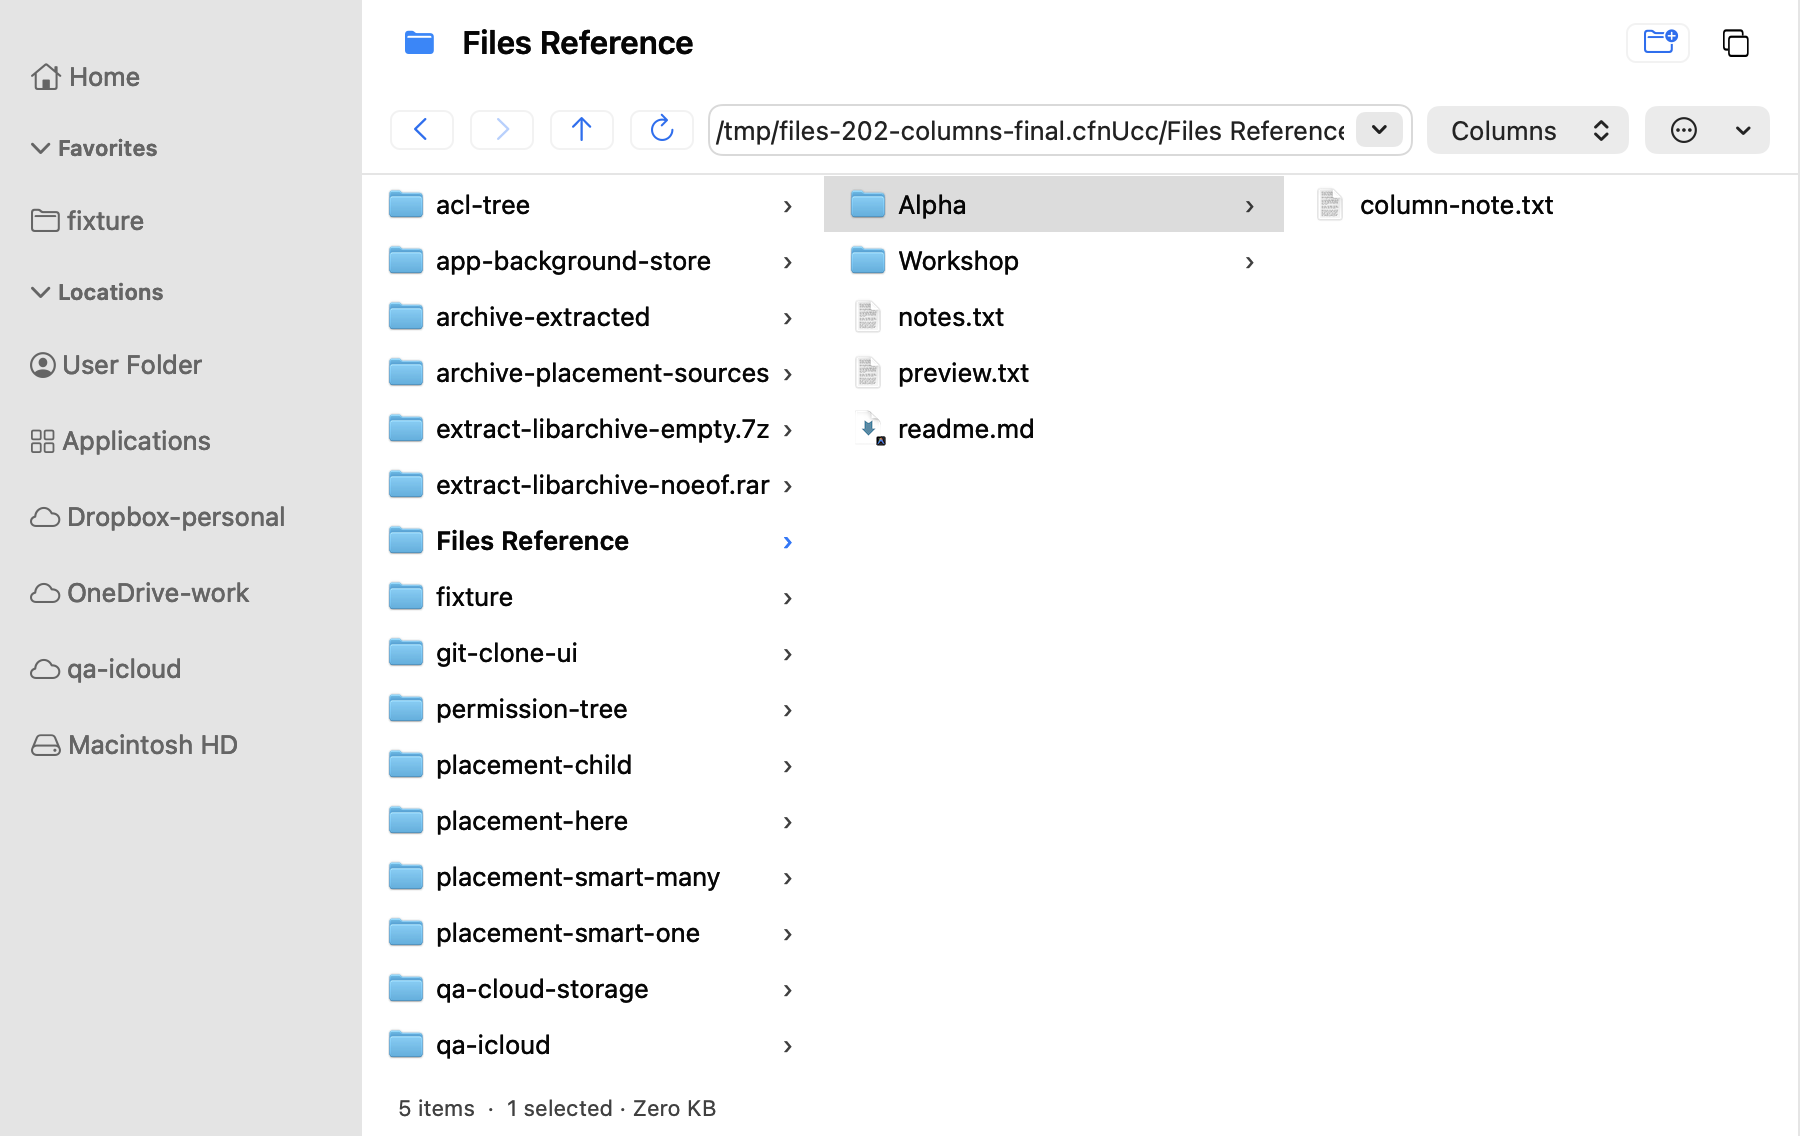 Home
Favorites
fixture
Locations
User Folder
Applications
Dropbox-personal
OneDrive-work
qa-icloud
Macintosh HD
Files Reference
/tmp/files-202-columns-final.cfnUcc/Files Reference
Columns
acl-tree
app-background-store
archive-extracted
archive-placement-sources
extract-libarchive-empty.7z
extract-libarchive-noeof.rar
Files Reference
fixture
git-clone-ui
permission-tree
placement-child
placement-here
placement-smart-many
placement-smart-one
qa-cloud-storage
qa-icloud
Alpha
Workshop
notes.txt
preview.txt
readme.md
column-note.txt
5 items · 1 selected · Zero KB